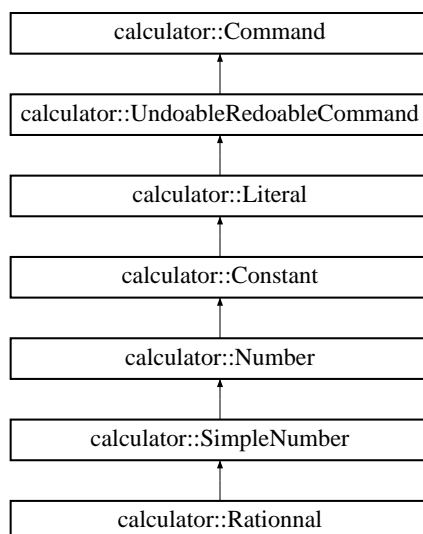 calculator::Command
calculator::UndoableRedoableCommand
calculator::Literal
calculator::Constant
calculator::Number
calculator::SimpleNumber
calculator::Rationnal